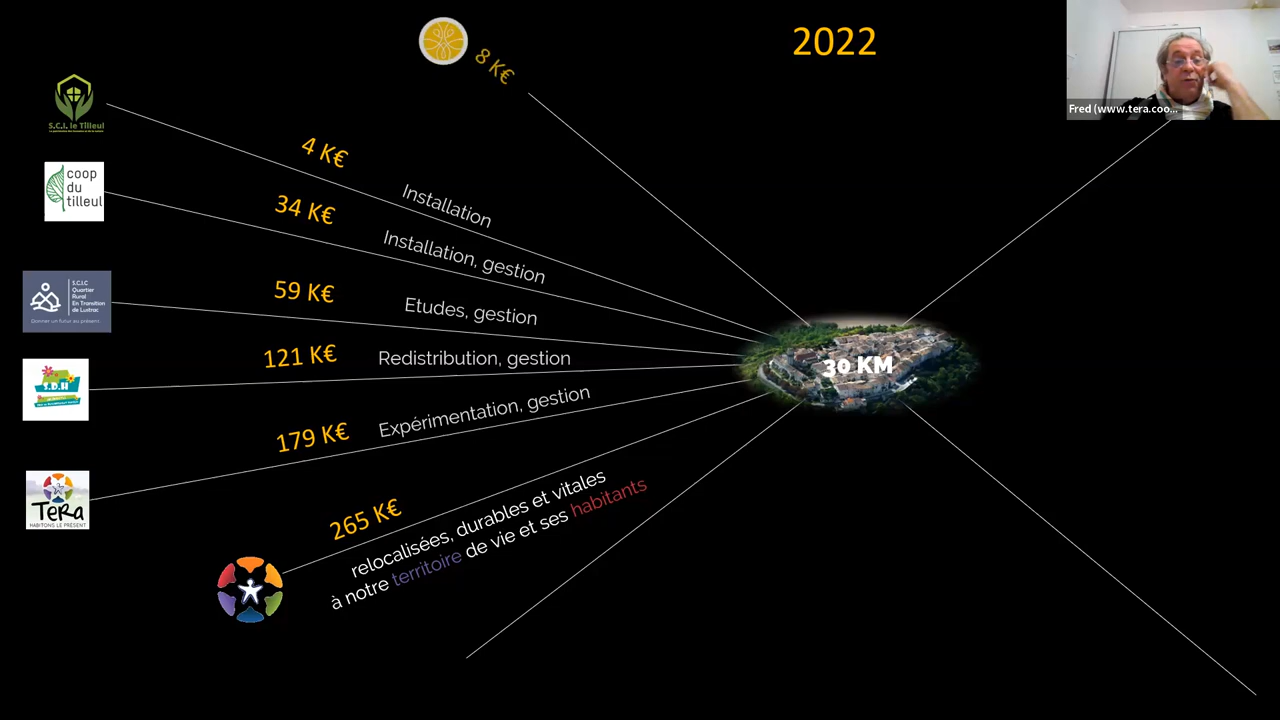 2022
8 K€
Fred (www.tera.coo...
S.C.I. le Tilleul
4 K€
Installation
coop
du
tilleul
34 K€
Installation, gestion
S.C.I.C
Quartier
Rural
En Transition
de Lustrac
Donner un futur au présent
59 K€
Etudes, gestion
S.D.H
121 K€
Redistribution, gestion
30 KM
TeRa
HABITONS LE PRÉSENT
179 K€
Expérimentation, gestion
265 K€
relocalisées, durables et vitales
à notre territoire de vie et ses habitants